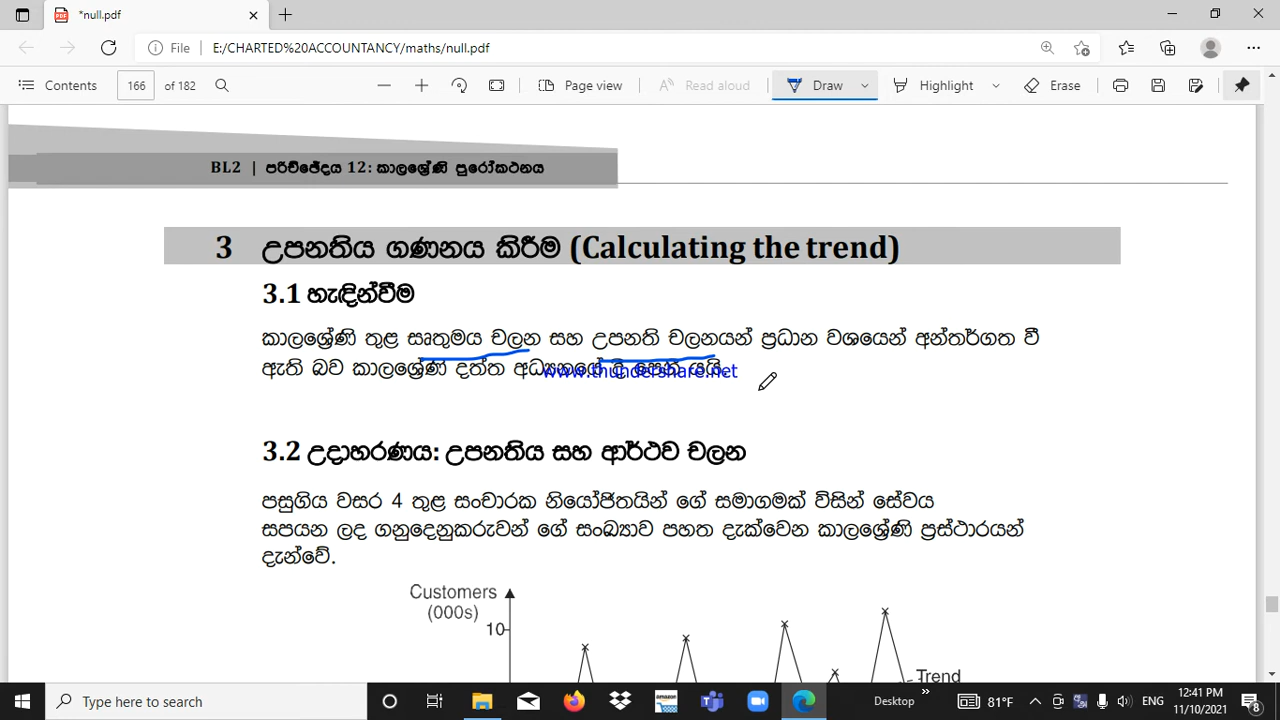 *null.pdf
File
E:/CHARTED%20ACCOUNTANCY/maths/null.pdf
Contents
166
of 182
Page view
Read aloud
Draw
Highlight
Erase
BL2 | පරිච්ඡේදය 12: කාලශ්‍රේණි පුරෝකථනය
3 උපනතිය ගණනය කිරීම (Calculating the trend)
3.1 හැඳින්වීම
කාලශ්‍රේණි තුළ සෘතුමය චලන සහ උපනති චලනයන් ප්‍රධාන වශයෙන් අන්තර්ගත වී
ඇති බව කාලශ්‍රේණි දත්ත අධ්‍යනයේ දී පෙනී යයි.
www.thundershare.net
3.2 උදාහරණය: උපනතිය සහ ආර්ථව චලන
පසුගිය වසර 4 තුළ සංචාරක නියෝජිතයින් ගේ සමාගමක් විසින් සේවය
සපයන ලද ගනුදෙනුකරුවන් ගේ සංඛ්‍යාව පහත දැක්වෙන කාලශ්‍රේණි ප්‍රස්ථාරයන්
දැන්වේ.
Customers
(000s)
10
Trend
Type here to search
Desktop
81°F
ENG
12:41 PM
11/10/2021
8